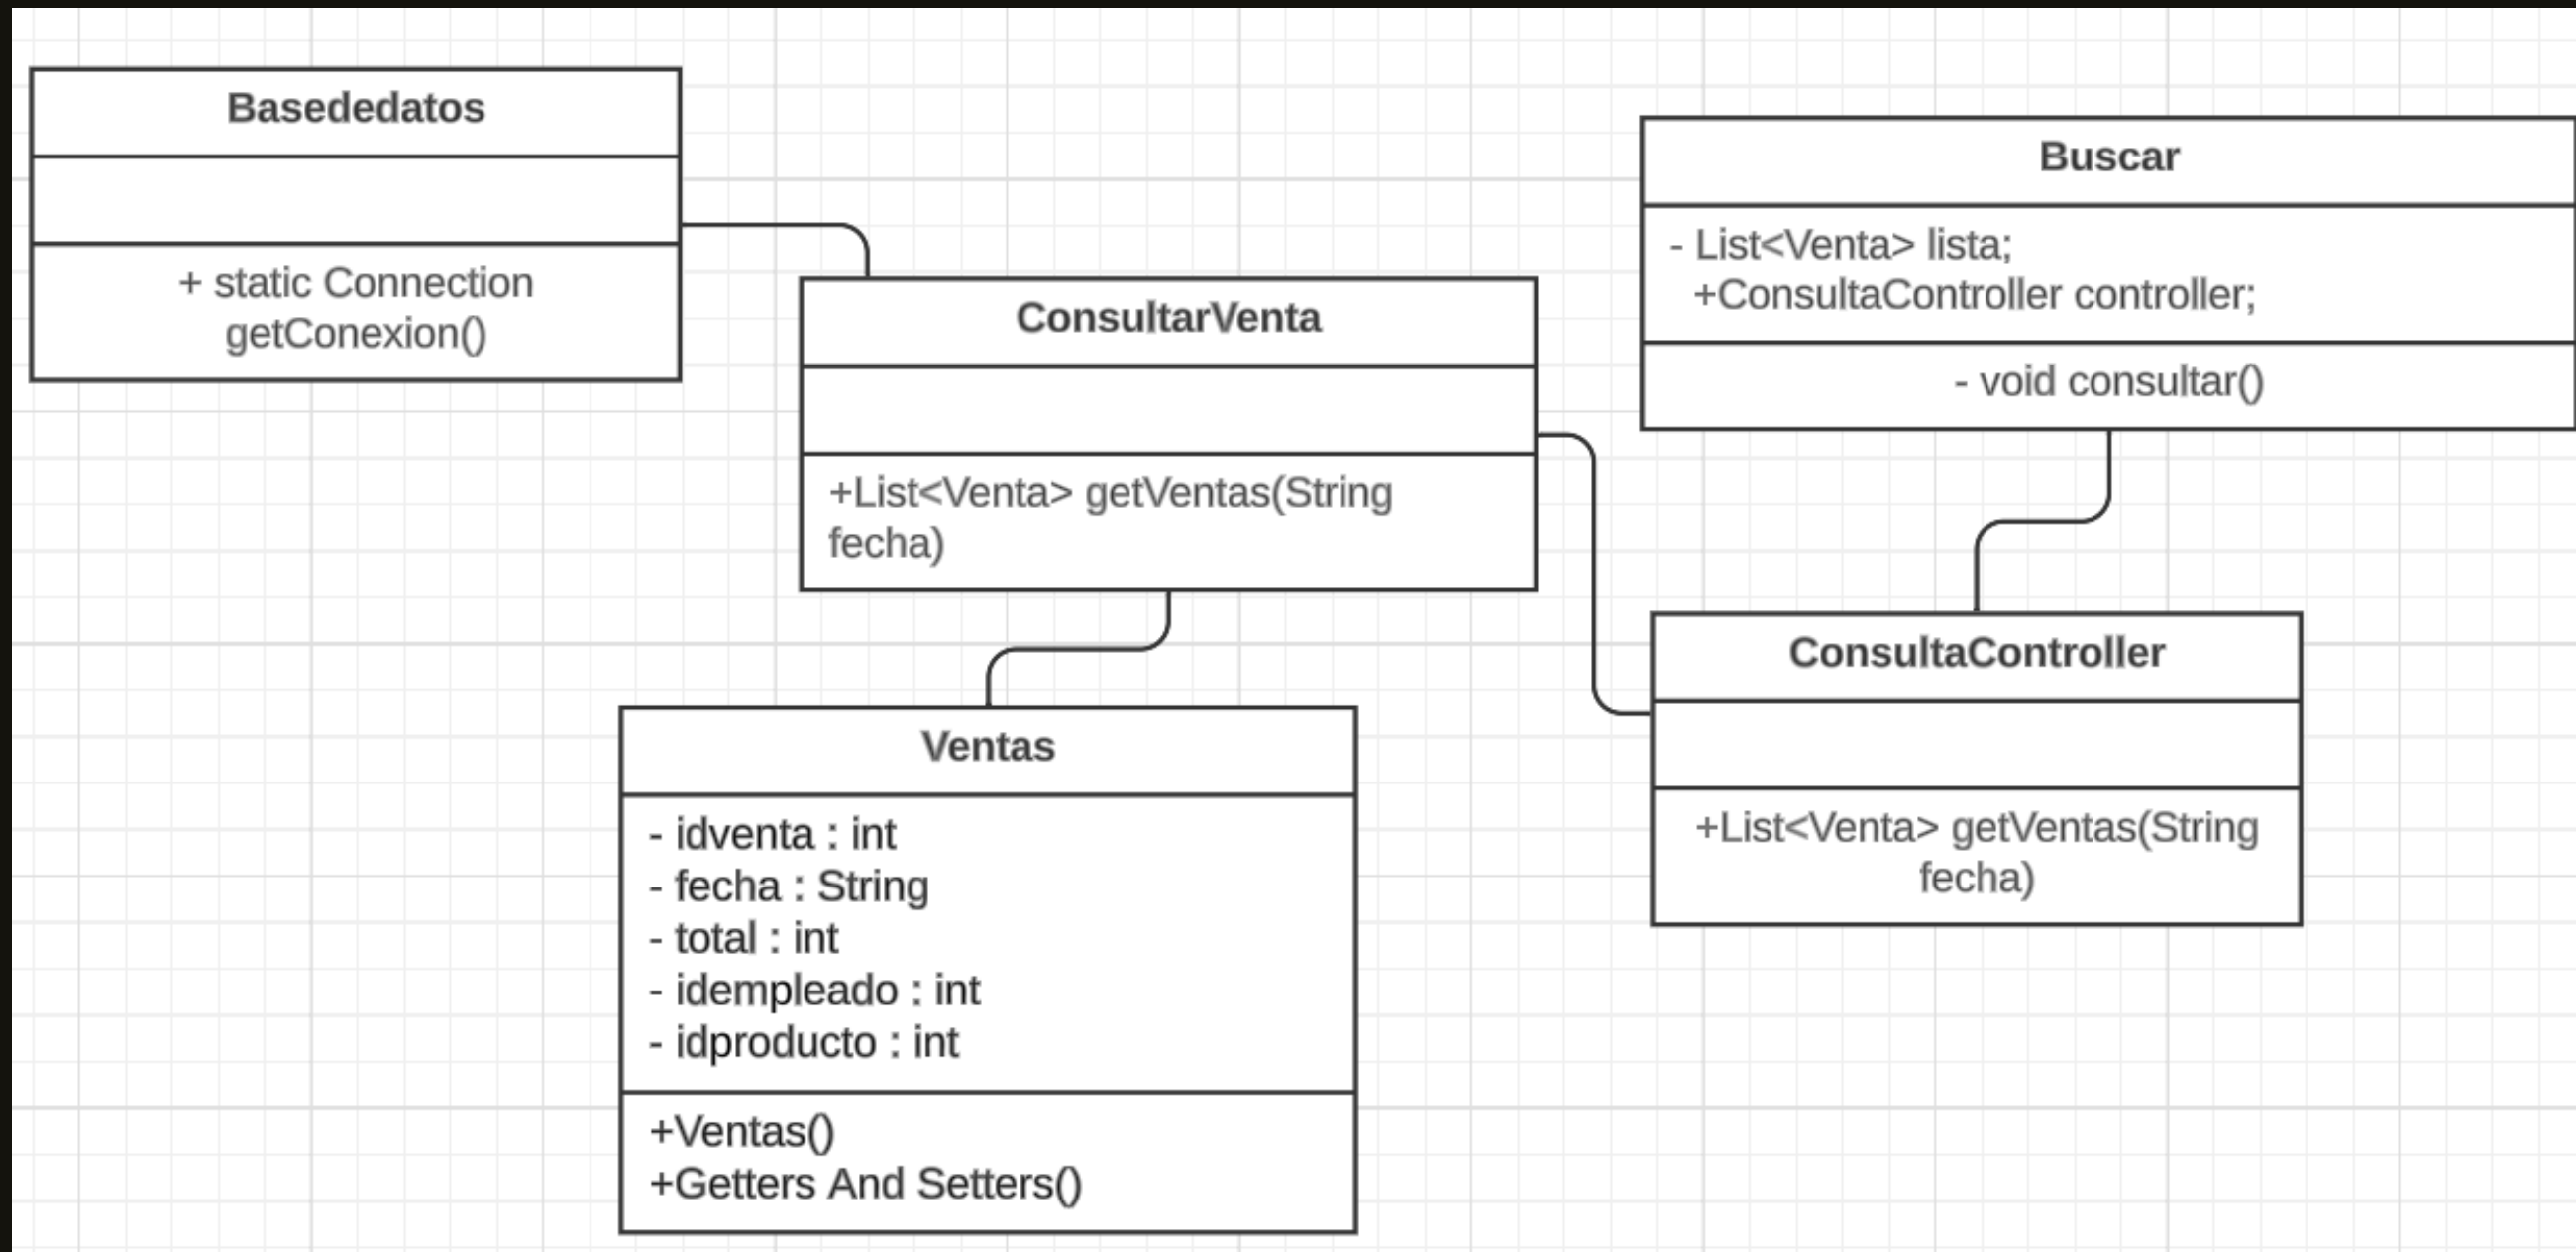 Basededatos
+ static Connection
getConexion()
ConsultarVenta
+List<Venta> getVentas(String
fecha)
Buscar
- List<Venta> lista;
+ConsultaController controller;
- void consultar()
Ventas
- idventa : int
- fecha : String
- total : int
- idempleado : int
- idproducto : int
+Ventas()
+Getters And Setters()
ConsultaController
+List<Venta> getVentas(String
fecha)